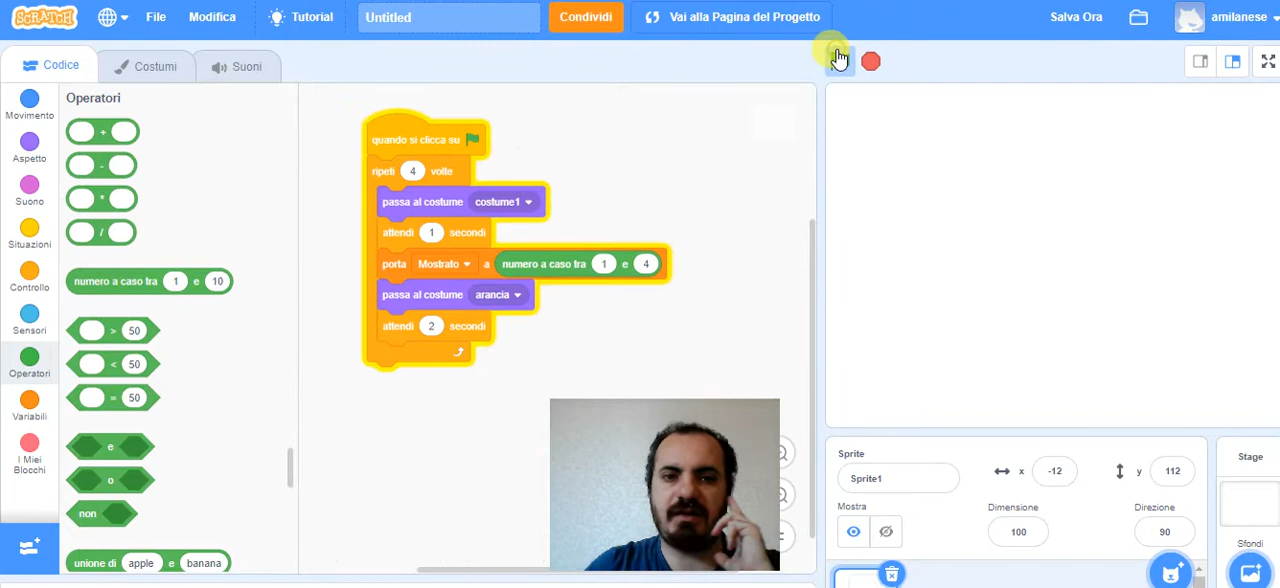 SCRATCH File Modifica Tutorial Untitled Condividi Vai alla Pagina del Progetto Salva Ora amilanese
Codice Costumi Suoni
Movimento
Aspetto
Suono
Situazioni
Controllo
Sensori
Operatori
Variabili
I Miei
Blocchi
Operatori
+
-
*
/
numero a caso tra 1 e 10
> 50
< 50
= 50
e
o
non
unione di apple e banana
quando si clicca su
ripeti 4 volte
passa al costume costume1
attendi 1 secondi
porta Mostrato a numero a caso tra 1 e 4
passa al costume arancia
attendi 2 secondi
Sprite
Sprite1 x -12 y 112
Mostra Dimensione Direzione
100 90
Stage
Sfondi